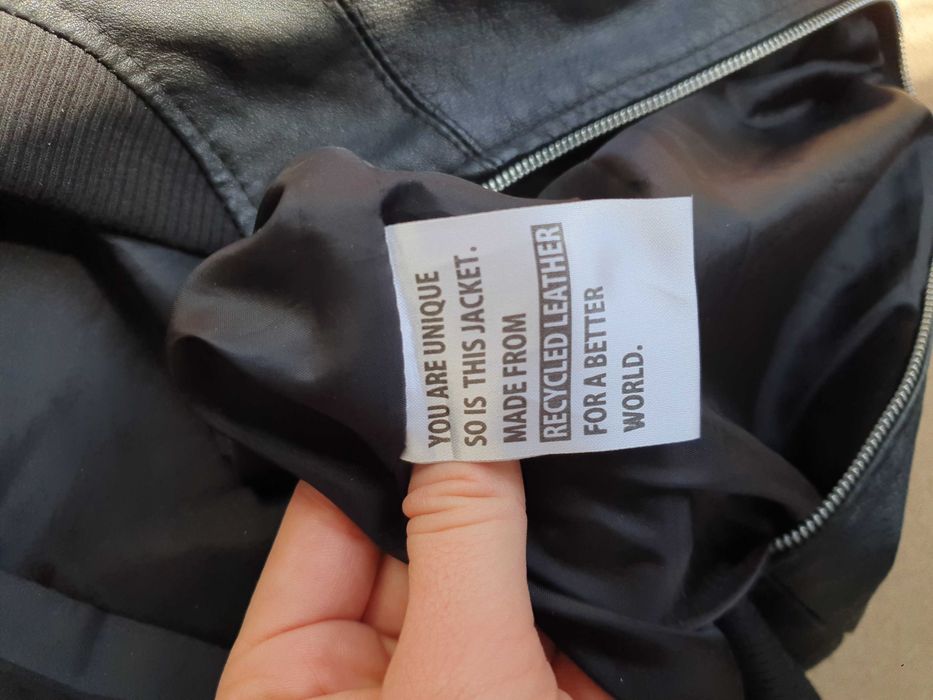 YOU ARE UNIQUE
SO IS THIS JACKET.
MADE FROM
RECYCLED LEATHER
FOR A BETTER
WORLD.